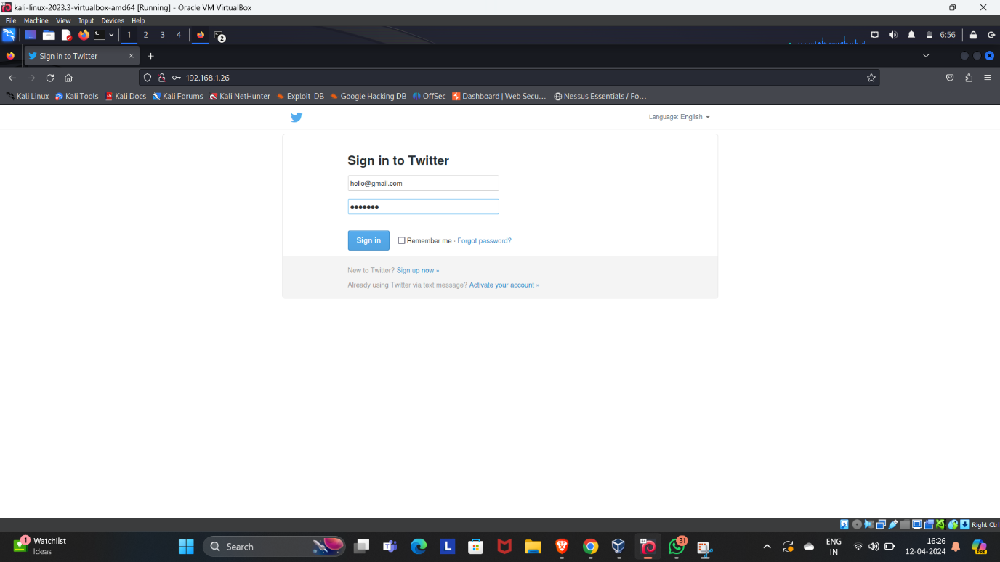 kali-linux-2023.3-virtualbox-amd64 [Running] - Oracle VM VirtualBox
File Machine View Input Devices Help
1 2 3 4 2 6:56
Sign in to Twitter
192.168.1.26
Kali Linux Kali Tools Kali Docs Kali Forums Kali NetHunter Exploit-DB Google Hacking DB OffSec Dashboard | Web Secu... Nessus Essentials / Fo...
Language: English
Sign in to Twitter
hello@gmail.com
●●●●●●●
Sign in Remember me · Forgot password?
New to Twitter? Sign up now »
Already using Twitter via text message? Activate your account »
Right Ctrl
1 Watchlist
Ideas
Search
L
31
ENG
IN
16:26
12-04-2024
PRE